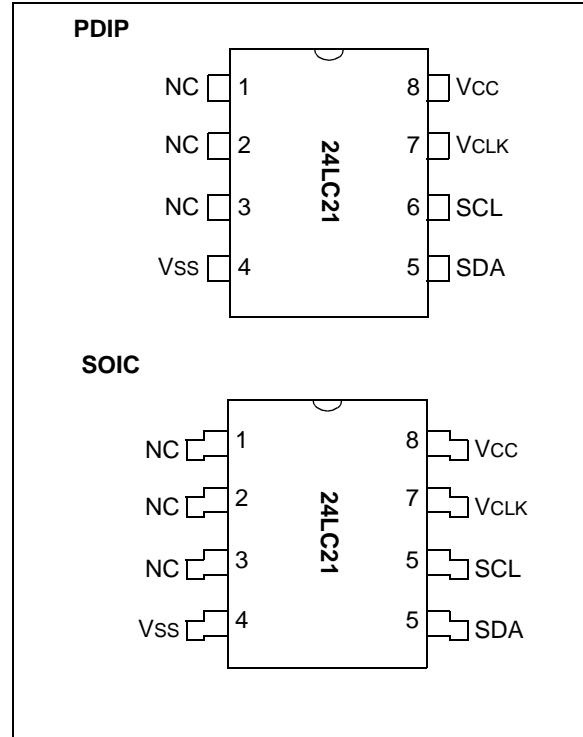 PDIP
NC 1 8 VCC
NC 2 7 VCLK
NC 3 6 SCL
VSS 4 5 SDA
24LC21
SOIC
NC 1 8 VCC
NC 2 7 VCLK
NC 3 5 SCL
VSS 4 5 SDA
24LC21